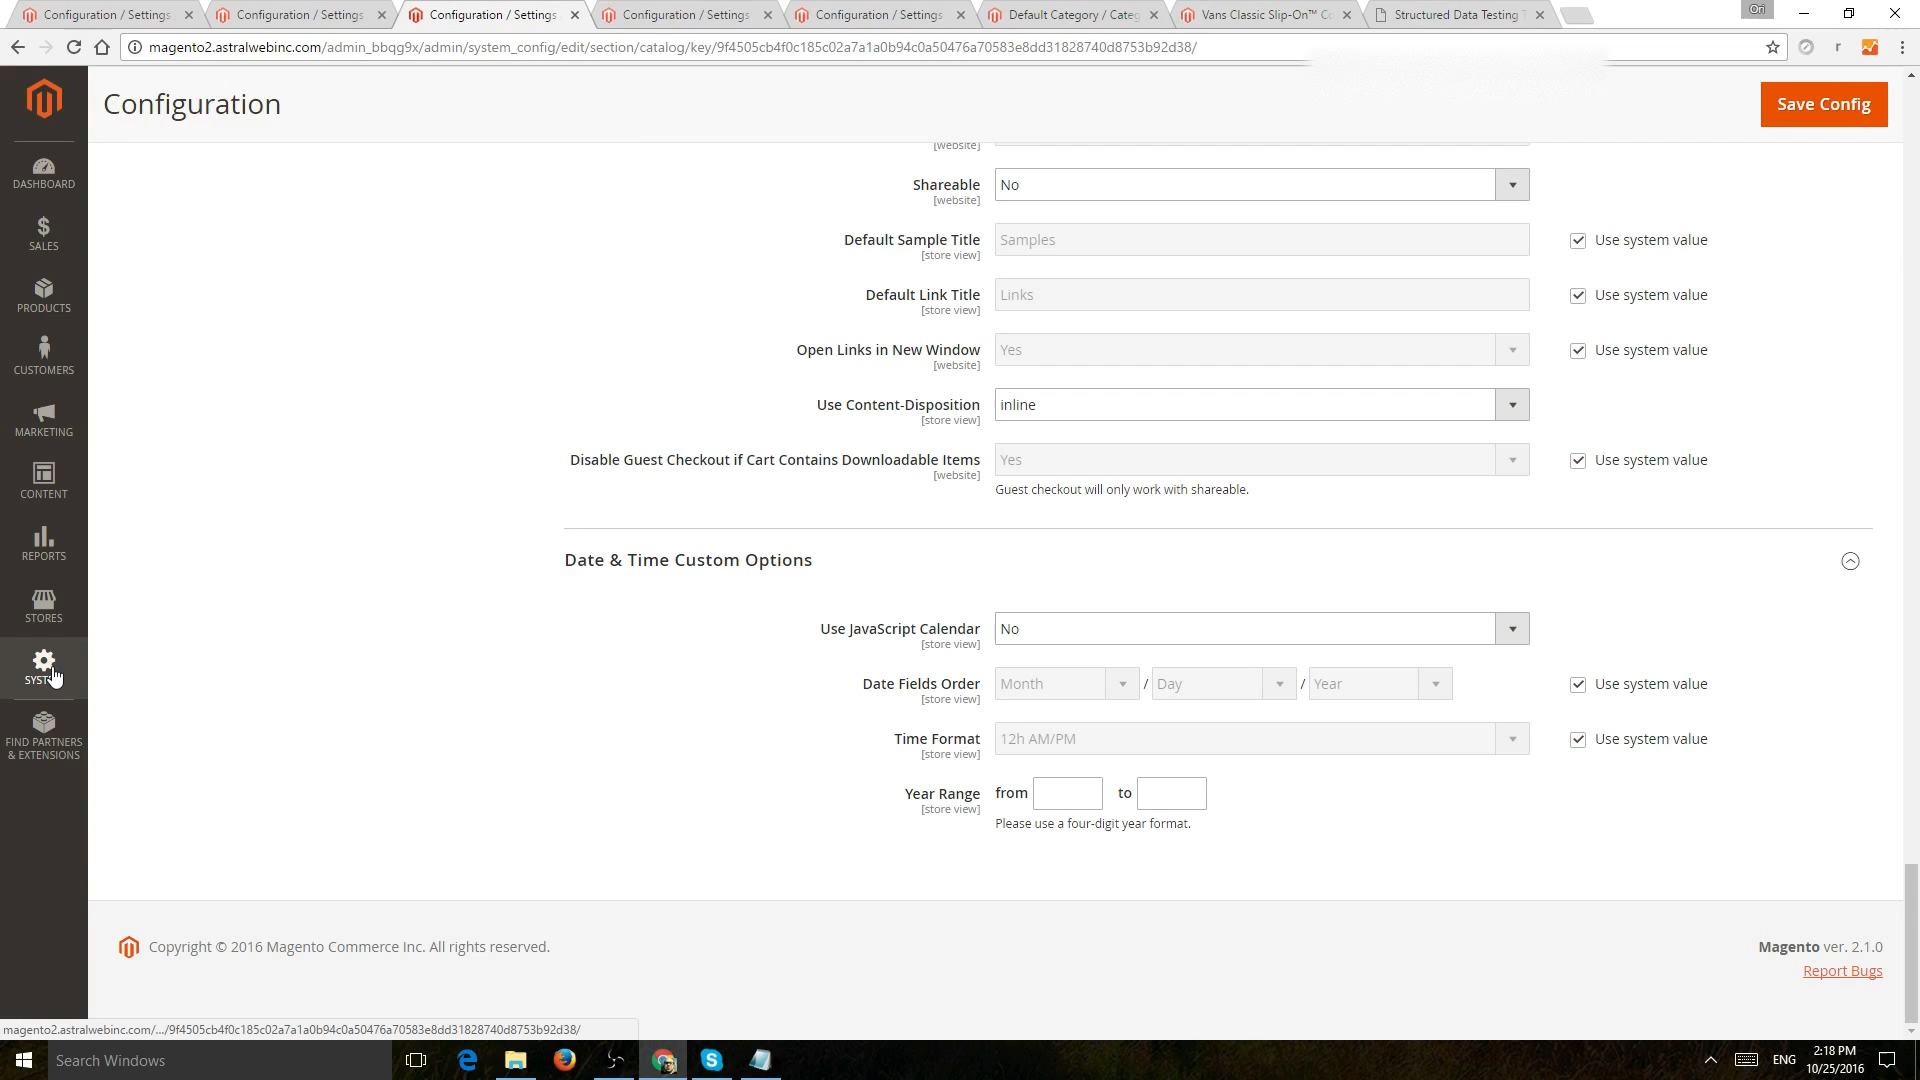 Configuration / Settings
Configuration / Settings
Configuration / Settings
Configuration / Settings
Configuration / Settings
Default Category / Categ
Vans Classic Slip-On™ Co
Structured Data Testing T
Ori
magento2.astralwebinc.com/admin_bbqg9x/admin/system_config/edit/section/catalog/key/9f4505cb4f0c185c02a7a1a0b94c0a50476a70583e8dd31828740d8753b92d38/
r
Configuration
Save Config
DASHBOARD
SALES
PRODUCTS
CUSTOMERS
MARKETING
CONTENT
REPORTS
STORES
FIND PARTNERS
& EXTENSIONS
[website]
Shareable
[website]
No
Default Sample Title
[store view]
Samples
Use system value
Default Link Title
[store view]
Links
Use system value
Open Links in New Window
[website]
Yes
Use system value
Use Content-Disposition
[store view]
inline
Disable Guest Checkout if Cart Contains Downloadable Items
[website]
Yes
Use system value
Guest checkout will only work with shareable.
Date & Time Custom Options
Use JavaScript Calendar
[store view]
No
Date Fields Order
[store view]
Month / Day / Year
Use system value
Time Format
[store view]
12h AM/PM
Use system value
Year Range
[store view]
from to
Please use a four-digit year format.
Copyright © 2016 Magento Commerce Inc. All rights reserved.
Magento ver. 2.1.0
Report Bugs
magento2.astralwebinc.com/.../9f4505cb4f0c185c02a7a1a0b94c0a50476a70583e8dd31828740d8753b92d38/
Search Windows
ENG
2:18 PM
10/25/2016